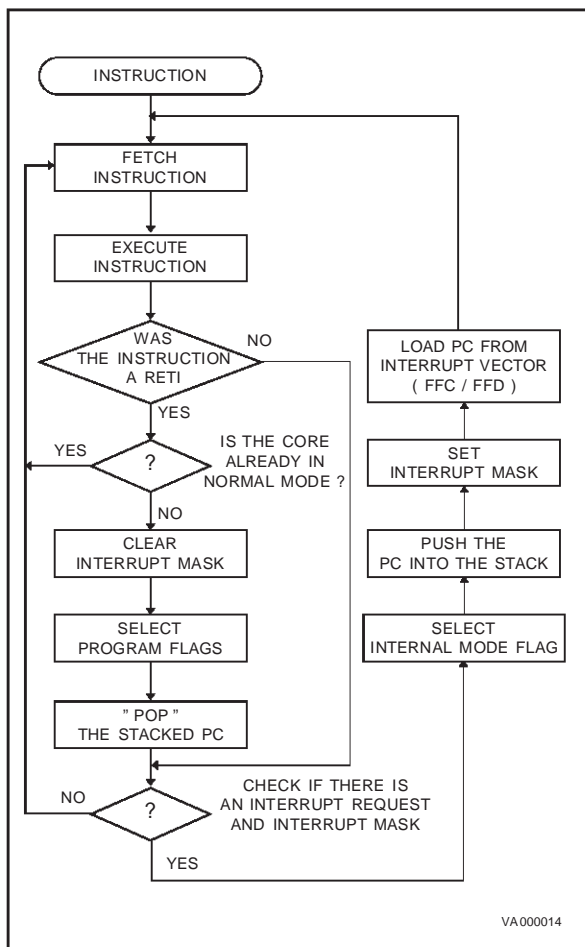 INSTRUCTION
FETCH
INSTRUCTION
EXECUTE
INSTRUCTION
WAS
THE INSTRUCTION
A RETI
NO
YES
?
YES
IS THE CORE
ALREADY IN
NORMAL MODE ?
NO
CLEAR
INTERRUPT MASK
SELECT
PROGRAM FLAGS
" POP "
THE STACKED PC
?
NO
CHECK IF THERE IS
AN INTERRUPT REQUEST
AND INTERRUPT MASK
YES
SELECT
INTERNAL MODE FLAG
PUSH THE
PC INTO THE STACK
SET
INTERRUPT MASK
LOAD PC FROM
INTERRUPT VECTOR
( FFC / FFD )
VA000014